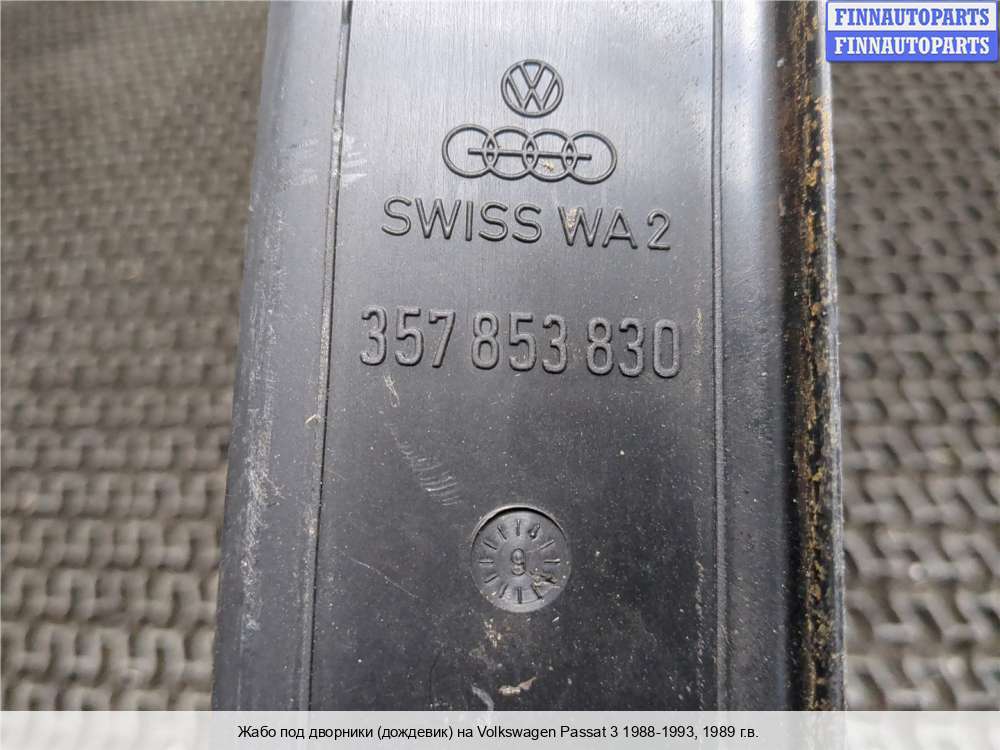 FINNAUTOPARTS
FINNAUTOPARTS
SWISS WA 2
357 853 830
9
Жабо под дворники (дождевик) на Volkswagen Passat 3 1988-1993, 1989 г.в.